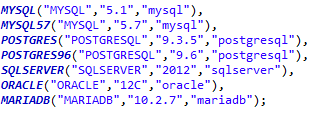 MYSQL("MYSQL","5.1","mysql"),
MYSQL57("MYSQL","5.7","mysql"),
POSTGRES("POSTGRESQL","9.3.5","postgresql"),
POSTGRES96("POSTGRESQL","9.6","postgresql"),
SQLSERVER("SQLSERVER","2012","sqlserver"),
ORACLE("ORACLE","12C","oracle"),
MARIADB("MARIADB","10.2.7","mariadb");